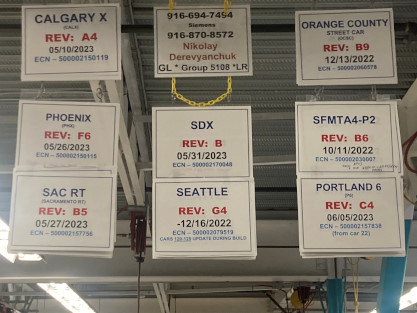 CALGARY X
(CALX)
REV: A4
05/10/2023
ECN – 500002150119
916-694-7494
Siemens
916-870-8572
Nikolay
Derevyanchuk
GL * Group 5108 *LR
ORANGE COUNTY
STREET CAR
(OCSC)
REV: B9
12/13/2022
PHOENIX
(PHX)
REV: F6
05/26/2023
ECN – 500002150115
SDX
REV: B
05/31/2023
ECN – 500002170048
SFMTA4-P2
REV: B6
10/11/2022
ECN – 500002030007
SAC RT
(SACRAMENTO RT)
REV: B5
05/27/2023
ECN – 500002157756
SEATTLE
REV: G4
-12/16/2022
ECN – 500002079519
CARS 120-125 UPDATE DURING BUILD
PORTLAND 6
(P6)
REV: C4
06/05/2023
ECN – 500002157838
(from car 22)